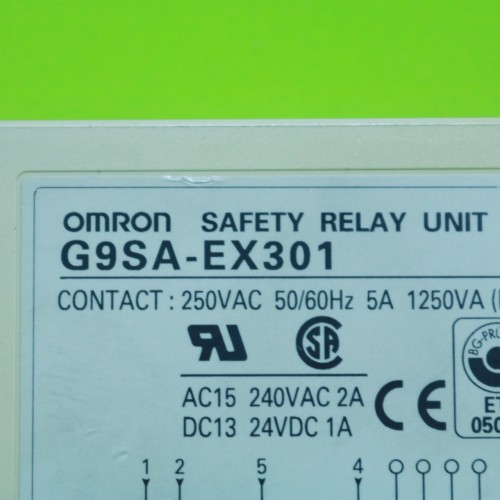 OMRON SAFETY RELAY UNIT
G9SA-EX301
CONTACT : 250VAC 50/60Hz 5A 1250VA
AC15 240VAC 2A
DC13 24VDC 1A
CE
1 2 5 4